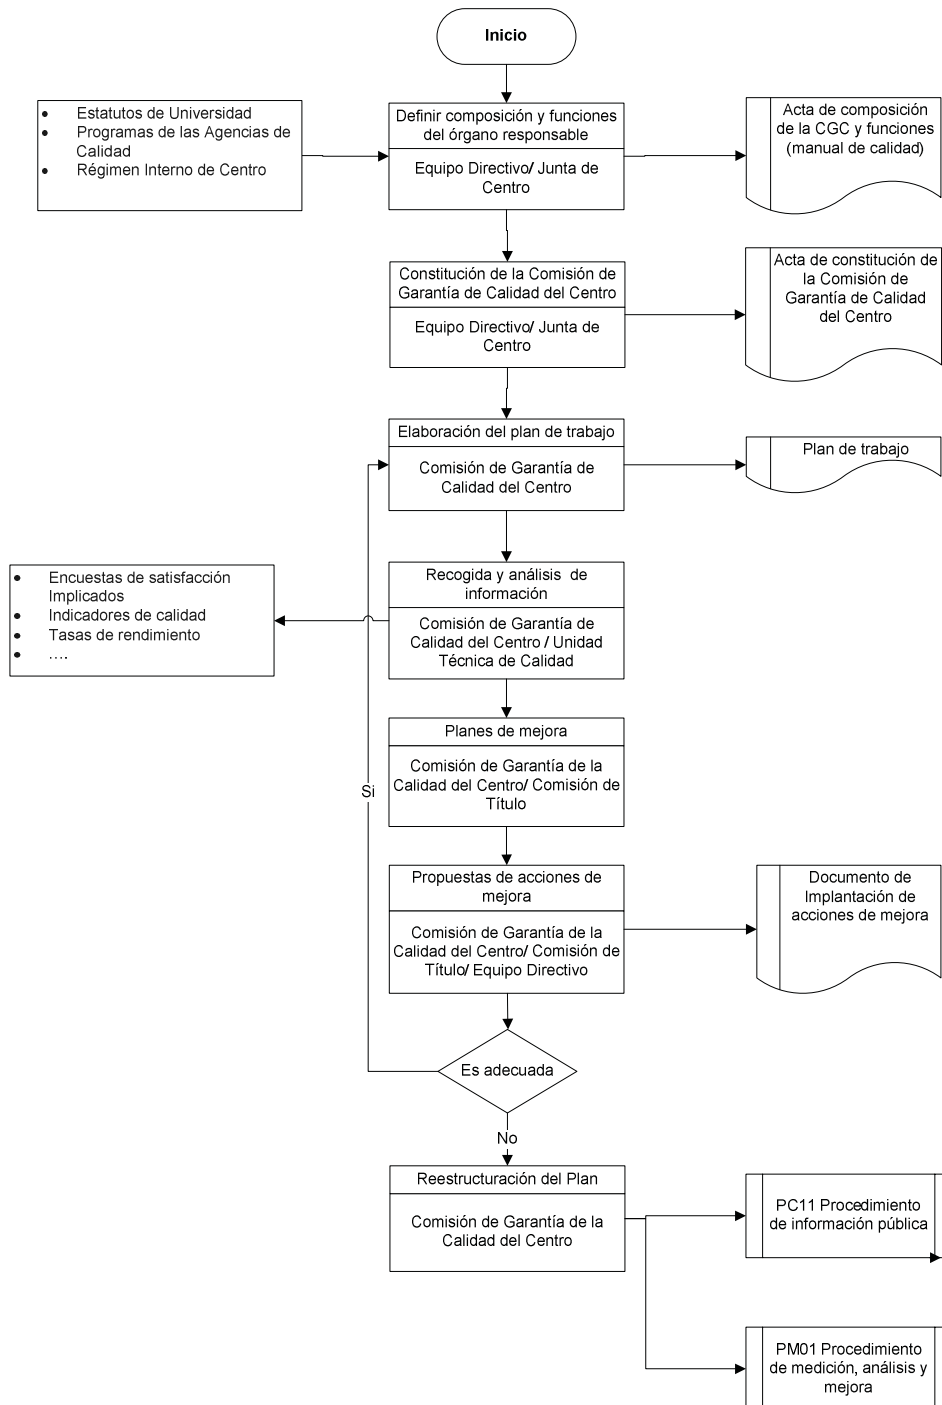 Inicio
• Estatutos de Universidad
• Programas de las Agencias de
Calidad
• Régimen Interno de Centro
Definir composición y funciones
del órgano responsable
Equipo Directivo/ Junta de
Centro
Acta de composición
de la CGC y funciones
(manual de calidad)
Constitución de la Comisión de
Garantía de Calidad del Centro
Equipo Directivo/ Junta de
Centro
Acta de constitución de
la Comisión de
Garantía de Calidad
del Centro
Elaboración del plan de trabajo
Comisión de Garantía de
Calidad del Centro
Plan de trabajo
• Encuestas de satisfacción
Implicados
• Indicadores de calidad
• Tasas de rendimiento
• ….
Recogida y análisis de
información
Comisión de Garantía de
Calidad del Centro / Unidad
Técnica de Calidad
Planes de mejora
Comisión de Garantía de la
Calidad del Centro/ Comisión de
Título
Si
Propuestas de acciones de
mejora
Comisión de Garantía de la
Calidad del Centro/ Comisión de
Título/ Equipo Directivo
Documento de
Implantación de
acciones de mejora
Es adecuada
No
Reestructuración del Plan
Comisión de Garantía de la
Calidad del Centro
PC11 Procedimiento
de información pública
PM01 Procedimiento
de medición, análisis y
mejora